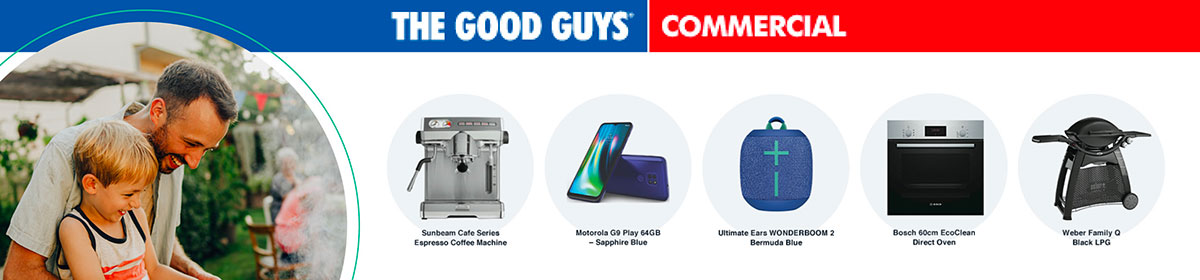 THE GOOD GUYS® COMMERCIAL
Sunbeam Cafe Series
Espresso Coffee Machine
Motorola G9 Play 64GB
– Sapphire Blue
Ultimate Ears WONDERBOOM 2
Bermuda Blue
Bosch 60cm EcoClean
Direct Oven
Weber Family Q
Black LPG